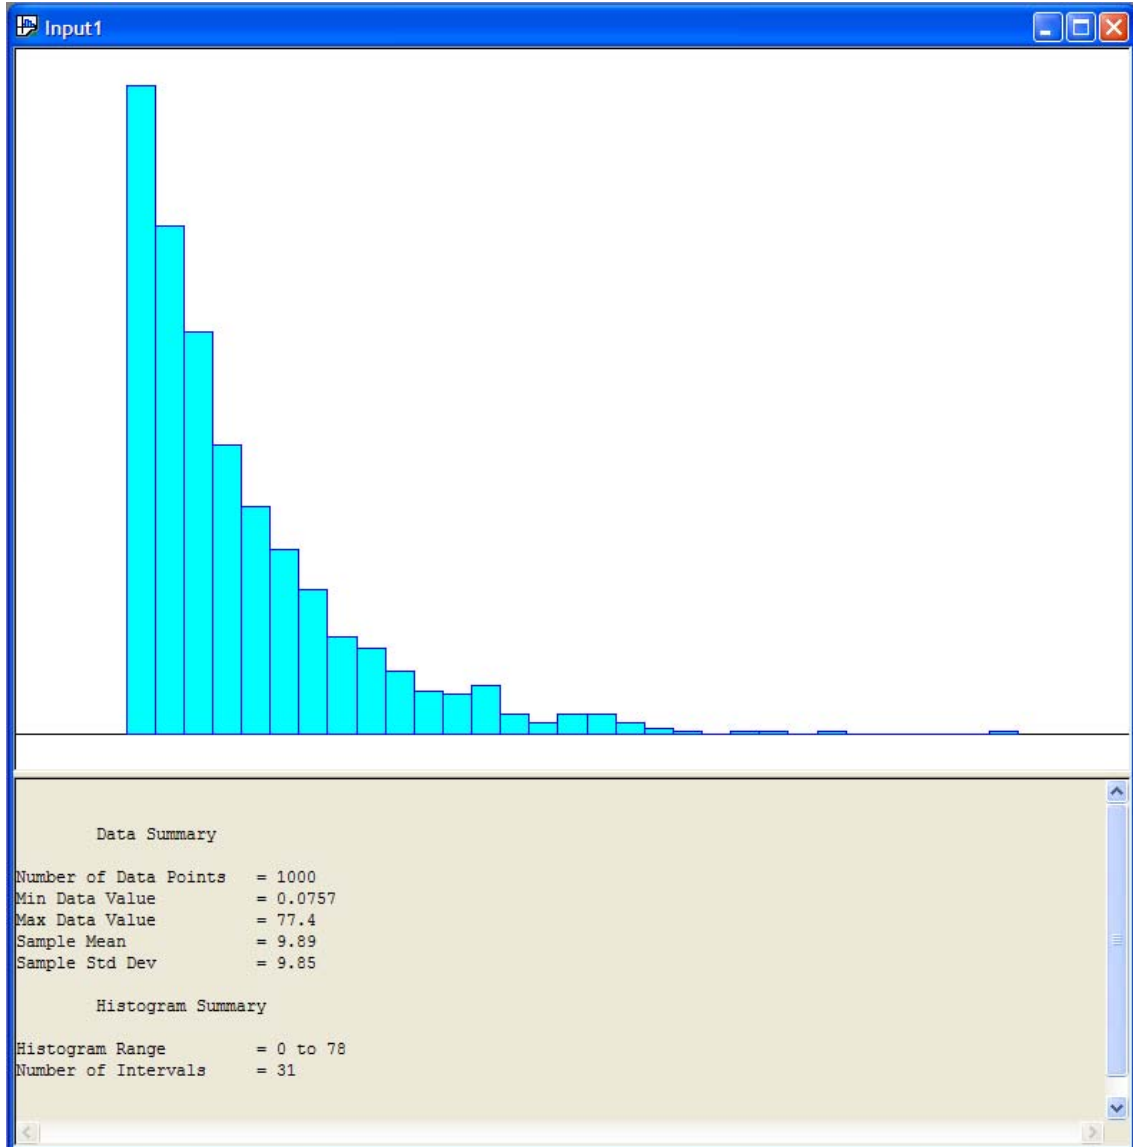 Input1
Data Summary
Number of Data Points = 1000
Min Data Value = 0.0757
Max Data Value = 77.4
Sample Mean = 9.89
Sample Std Dev = 9.85
Histogram Summary
Histogram Range = 0 to 78
Number of Intervals = 31